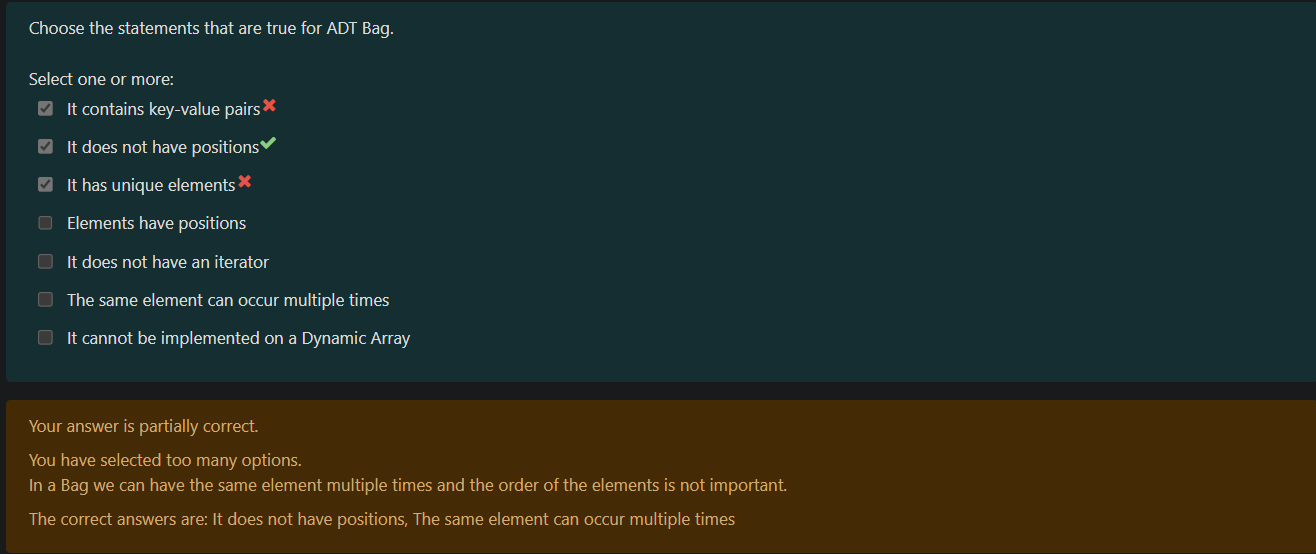 Choose the statements that are true for ADT Bag.
Select one or more:
It contains key-value pairs
It does not have positions
It has unique elements
Elements have positions
It does not have an iterator
The same element can occur multiple times
It cannot be implemented on a Dynamic Array
Your answer is partially correct.
You have selected too many options.
In a Bag we can have the same element multiple times and the order of the elements is not important.
The correct answers are: It does not have positions, The same element can occur multiple times